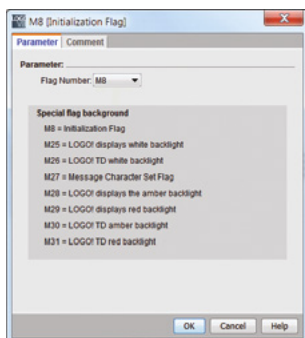 M8 [Initialization Flag]
Parameter Comment
Parameter:
Flag Number: M8
Special flag background
M8 = Initialization Flag
M25 = LOGO! displays white backlight
M26 = LOGO! TD white backlight
M27 = Message Character Set Flag
M28 = LOGO! displays the amber backlight
M29 = LOGO! displays red backlight
M30 = LOGO! TD amber backlight
M31 = LOGO! TD red backlight
OK Cancel Help